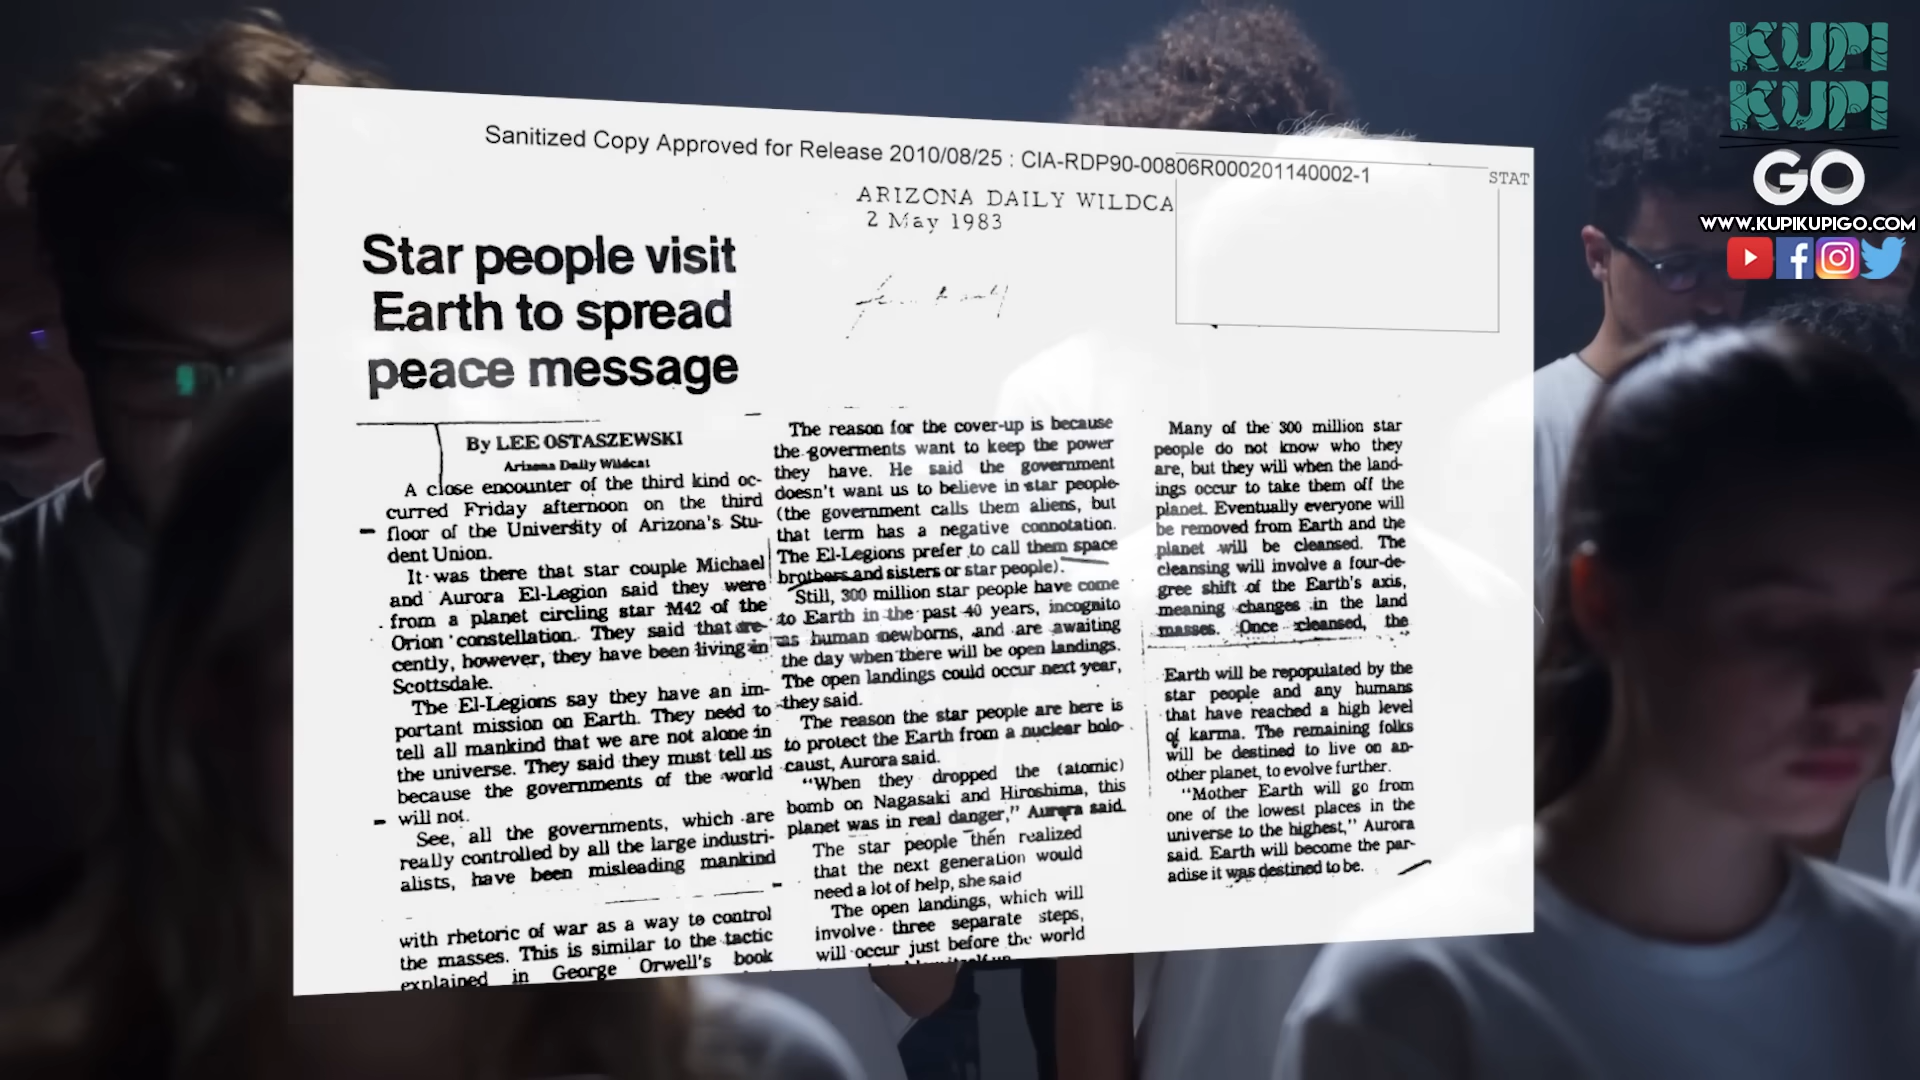 KUPI
KUPI
GO
WWW.KUPIKUPIGO.COM
Sanitized Copy Approved for Release 2010/08/25 : CIA-RDP90-00806R000201140002-1
STAT
ARIZONA DAILY WILDCA
2 May 1983
Star people visit
Earth to spread
peace message
By LEE OSTASZEWSKI
Arizona Daily Wildcat
A close encounter of the third kind oc-
curred Friday afternoon on the third
floor of the University of Arizona's Stu-
dent Union.
It was there that star couple Michael
and Aurora El-Legion said they were
from a planet circling star M42 of the
Orion constellation. They said that re-
cently, however, they have been living in
Scottsdale.
The El-Legions say they have an im-
portant mission on Earth. They need to
tell all mankind that we are not alone in
the universe. They said they must tell us
because the governments of the world
will not.
See, all the governments, which are
really controlled by all the large industri-
alists, have been misleading mankind
with rhetoric of war as a way to control
the masses. This is similar to the tactic
explained in George Orwell's book
The reason for the cover-up is because
the goverments want to keep the power
they have. He said the government
doesn't want us to believe in star people
(the government calls them aliens, but
that term has a negative connotation.
The El-Legions prefer to call them space
brothers and sisters or star people).
Still, 300 million star people have come
to Earth in the past 40 years, incognito
as human newborns, and are awaiting
the day when there will be open landings.
The open landings could occur next year,
they said.
The reason the star people are here is
to protect the Earth from a nuclear holo-
caust, Aurora said.
"When they dropped the (atomic)
bomb on Nagasaki and Hiroshima, this
planet was in real danger," Aurora said.
The star people then realized
that the next generation would
need a lot of help, she said
The open landings, which will
involve three separate steps,
will occur just before the world
itself up
Many of the 300 million star
people do not know who they
are, but they will when the land-
ings occur to take them off the
planet. Eventually everyone will
be removed from Earth and the
planet will be cleansed. The
cleansing will involve a four-de-
gree shift of the Earth's axis,
meaning changes in the land
masses. Once cleansed, the
Earth will be repopulated by the
star people and any humans
that have reached a high level
of karma. The remaining folks
will be destined to live on an-
other planet, to evolve further.
"Mother Earth will go from
one of the lowest places in the
universe to the highest," Aurora
said. Earth will become the par-
adise it was destined to be.